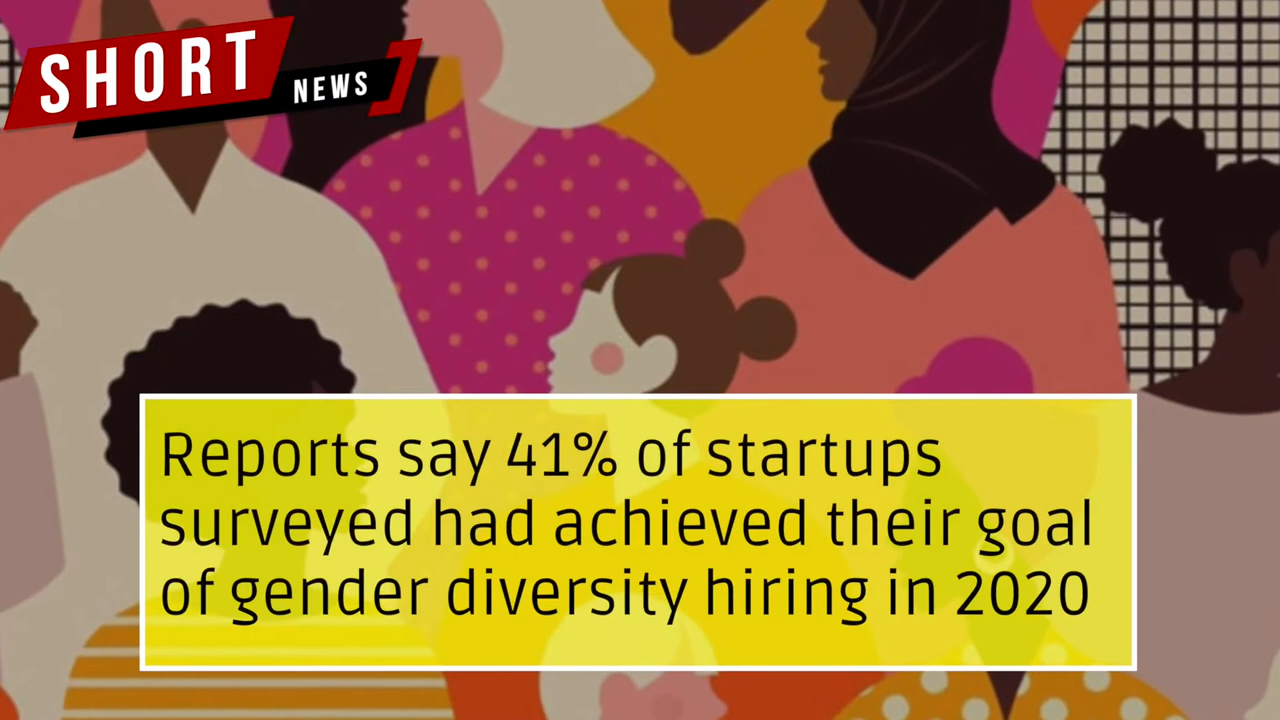 SHORT
NEWS
Reports say 41% of startups
surveyed had achieved their goal
of gender diversity hiring in 2020